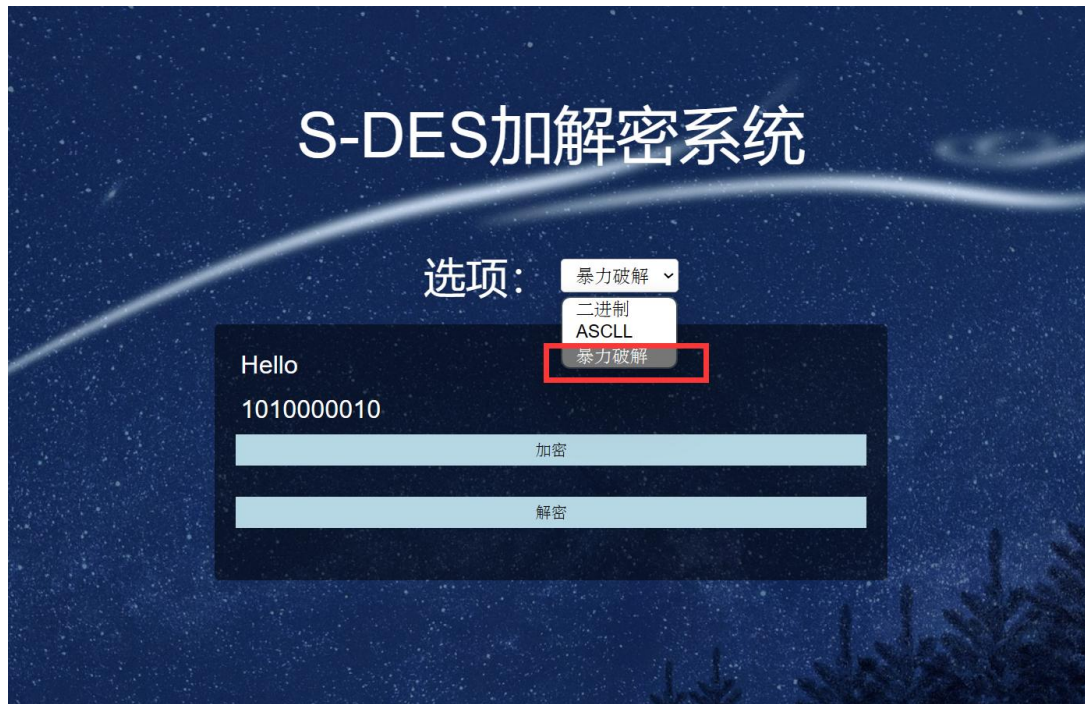 S-DES加解密系统
选项：
暴力破解
二进制
ASCLL
暴力破解
Hello
1010000010
加密
解密